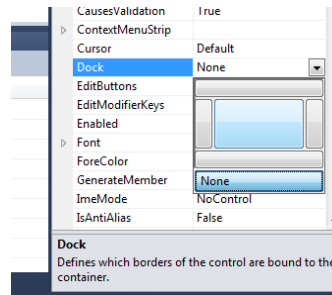 CausesValidation True
ContextMenuStrip
Cursor Default
Dock None
EditButtons
EditModifierKeys
Enabled
Font
ForeColor
GenerateMember None
ImeMode NoControl
IsAntiAlias False
Dock
Defines which borders of the control are bound to the
container.